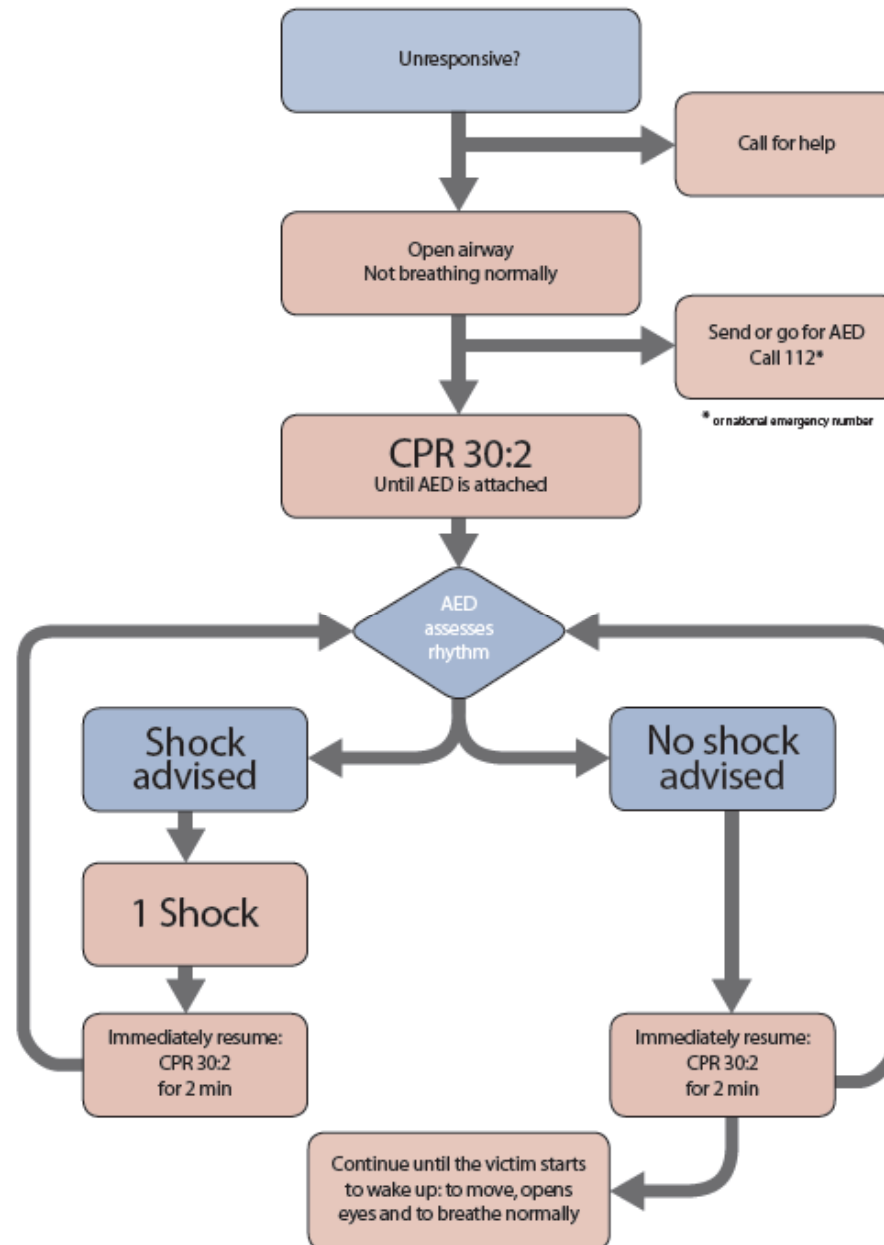 Unresponsive?
Call for help
Open airway
Not breathing normally
Send or go for AED
Call 112*
* or national emergency number
CPR 30:2
Until AED is attached
AED
assesses
rhythm
Shock
advised
No shock
advised
1 Shock
Immediately resume:
CPR 30:2
for 2 min
Immediately resume:
CPR 30:2
for 2 min
Continue until the victim starts
to wake up: to move, opens
eyes and to breathe normally